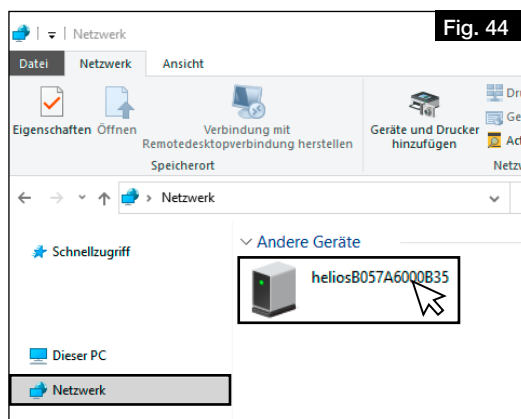 Fig. 44
Netzwerk
Datei Netzwerk Ansicht
Eigenschaften Öffnen Verbindung mit Remotedesktopverbindung herstellen Geräte und Drucker hinzufügen
Speicherort
Netzwerk
Schnellzugriff
Andere Geräte
heliosB057A6000B35
Dieser PC
Netzwerk